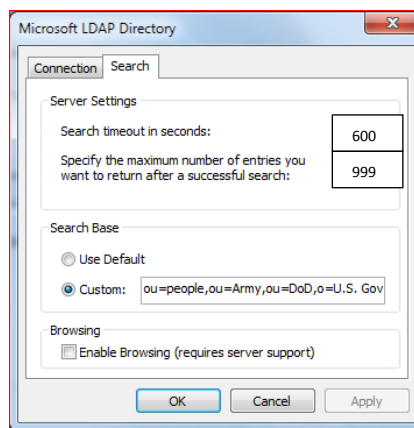 Microsoft LDAP Directory
Connection
Search
Server Settings
Search timeout in seconds:
600
Specify the maximum number of entries you
want to return after a successful search:
999
Search Base
Use Default
Custom:
ou=people,ou=Army,ou=DoD,o=U.S. Gov
Browsing
Enable Browsing (requires server support)
OK
Cancel
Apply